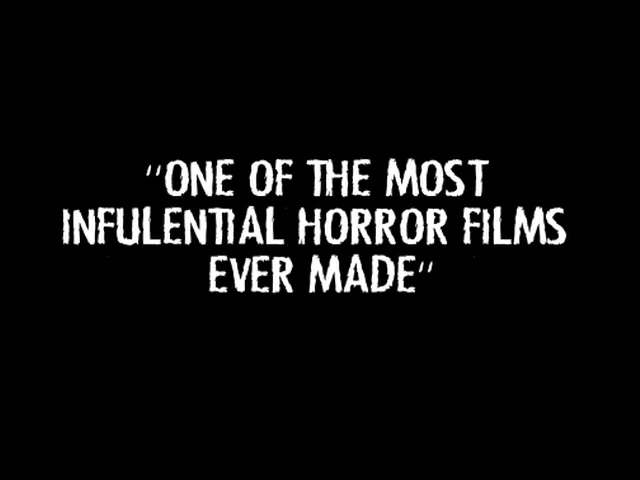 "ONE OF THE MOST
INFULENTIAL HORROR FILMS
EVER MADE"